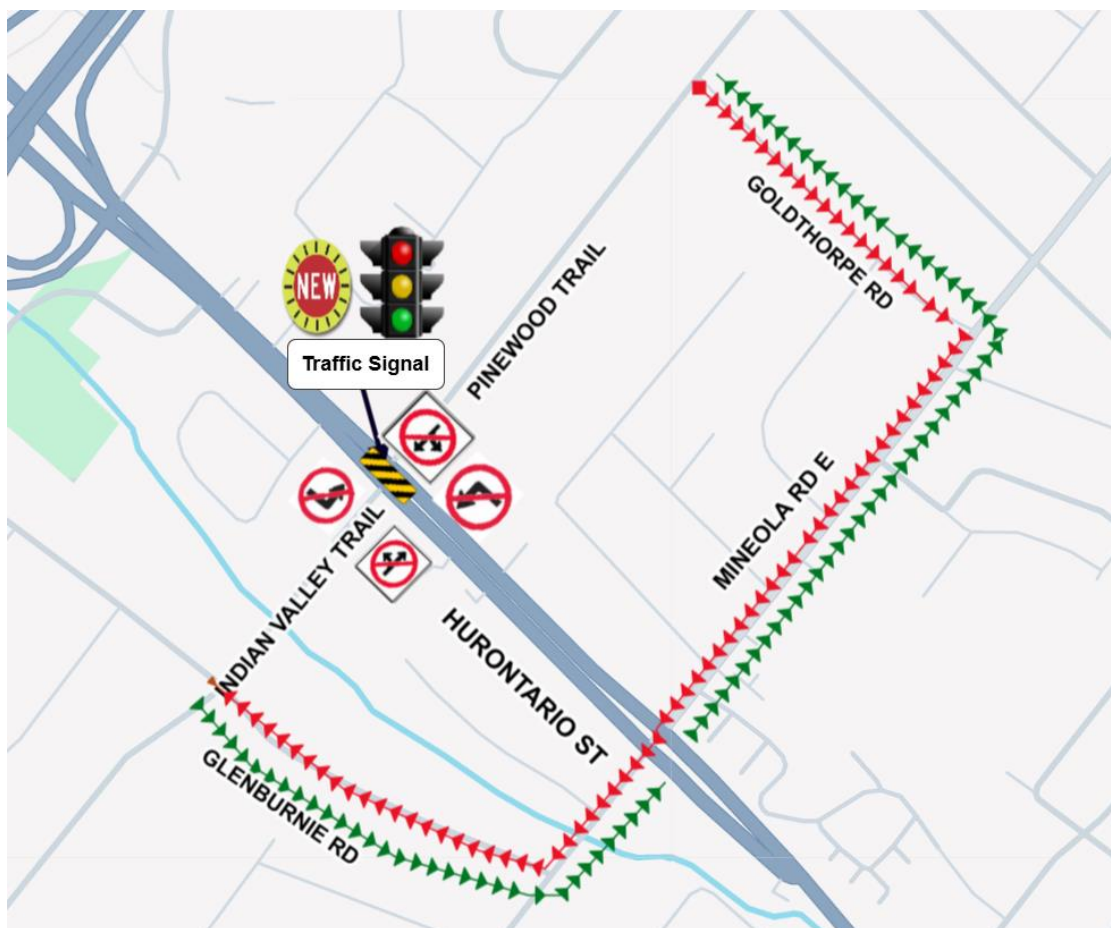 GOLDTHORPE RD
NEW
PINEWOOD TRAIL
Traffic Signal
MINEOLA RD E
INDIAN VALLEY TRAIL
HURONTARIO ST
GLENBURNIE RD